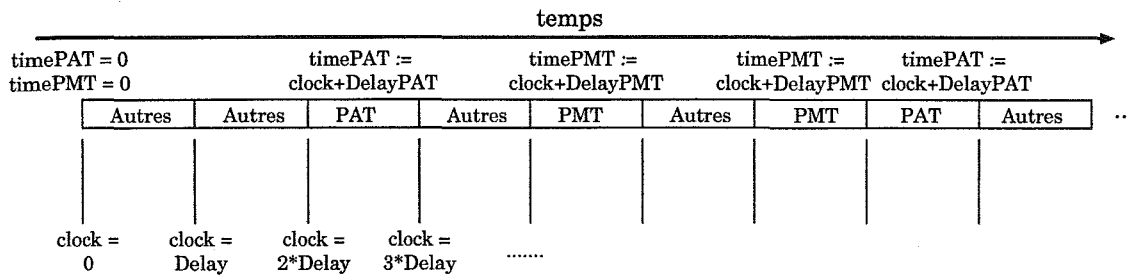 temps
timePAT = 0 timePAT := timePMT := timePMT := timePAT :=
timePMT = 0 clock+DelayPAT clock+DelayPMT clock+DelayPMT clock+DelayPAT
Autres Autres PAT Autres PMT Autres PMT PAT Autres ..
clock = clock = clock = clock =
0 Delay 2*Delay 3*Delay .......